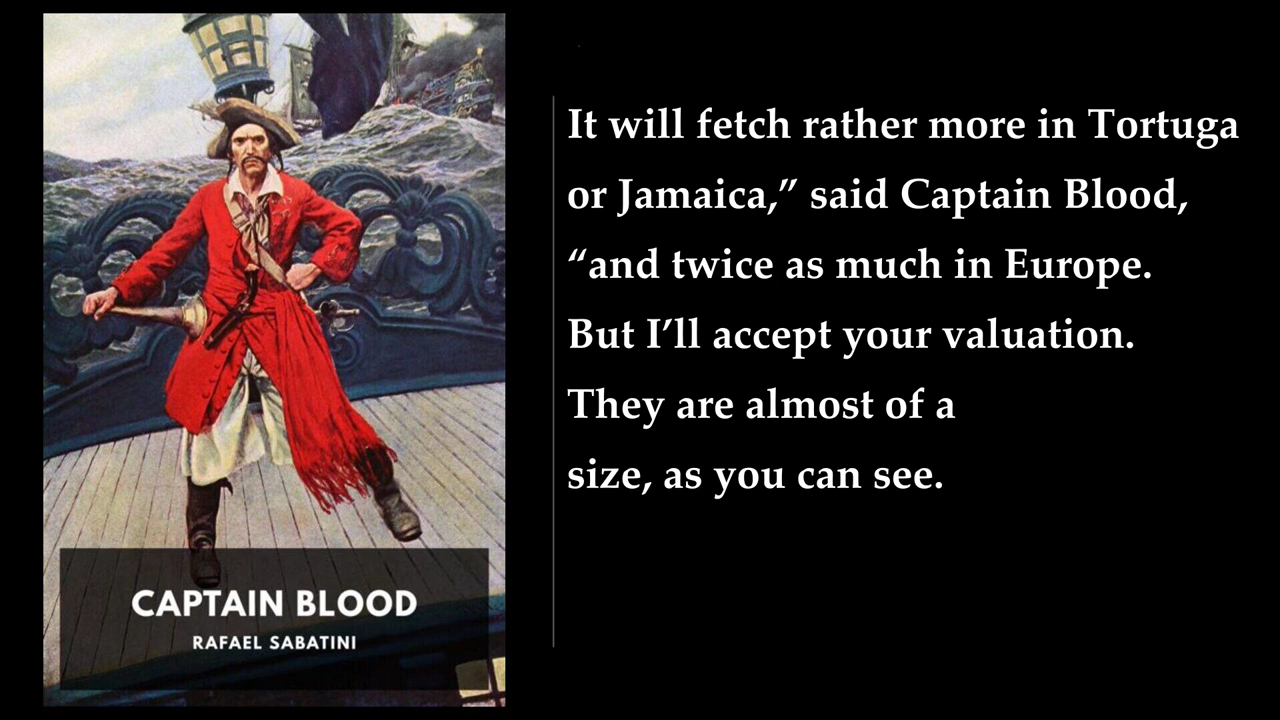 CAPTAIN BLOOD
RAFAEL SABATINI
It will fetch rather more in Tortuga
or Jamaica,” said Captain Blood,
“and twice as much in Europe.
But I’ll accept your valuation.
They are almost of a
size, as you can see.